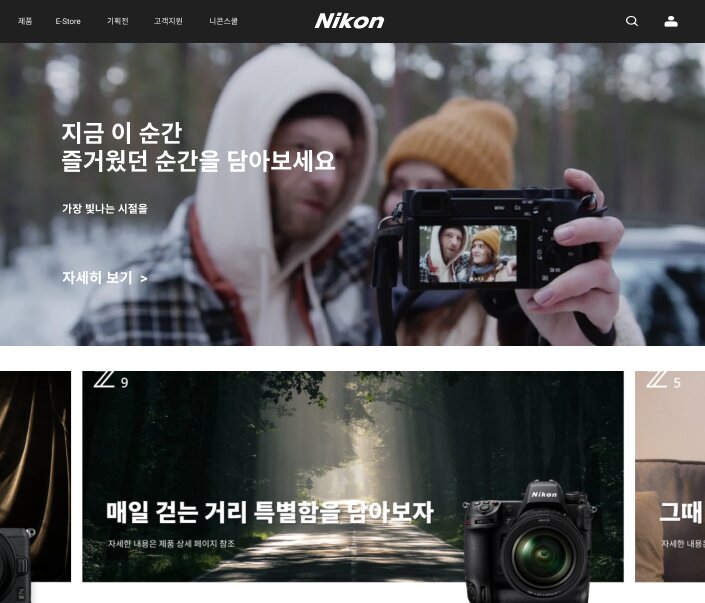 제품 E-Store 기획전 고객지원 니콘스쿨 Nikon
지금 이 순간
즐거웠던 순간을 담아보세요
가장 빛나는 시절을
자세히 보기 >
MENU
Z 9
Z 5
매일 걷는 거리 특별함을 담아보자
자세한 내용은 제품 상세 페이지 참조
Nikon
그때
자세한 내용